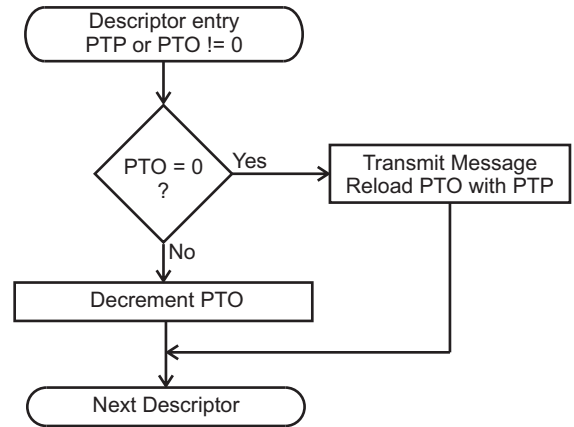 Descriptor entry
PTP or PTO != 0
PTO = 0
?
Yes
Transmit Message
Reload PTO with PTP
No
Decrement PTO
Next Descriptor